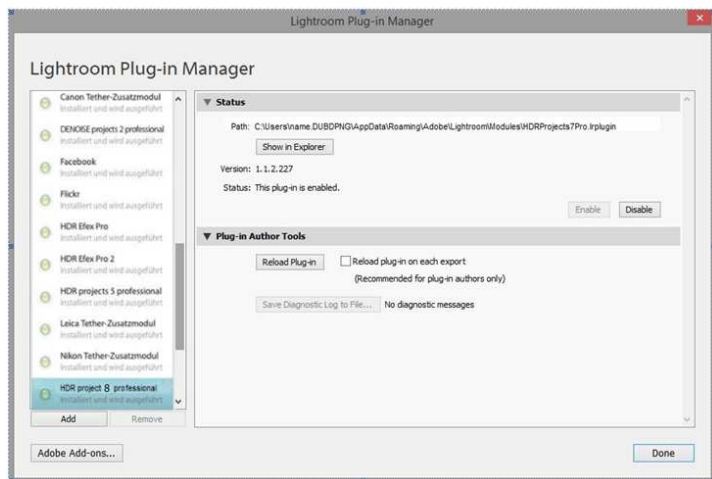 Lightroom Plug-in Manager
Lightroom Plug-in Manager
Canon Tether-Zusatzmodul
Installiert und wird ausgeführt
DENOISE projects 2 professional
Installiert und wird ausgeführt
Facebook
Installiert und wird ausgeführt
Flickr
Installiert und wird ausgeführt
HDR Efex Pro
Installiert und wird ausgeführt
HDR Efex Pro 2
Installiert und wird ausgeführt
HDR projects 5 professional
Installiert und wird ausgeführt
Leica Tether-Zusatzmodul
Installiert und wird ausgeführt
Nikon Tether-Zusatzmodul
Installiert und wird ausgeführt
HDR project 8 professional
Installiert und wird ausgeführt
Add Remove
Adobe Add-ons...
Status
Path: C:\Users\name.DUBDPNG\AppData\Roaming\Adobe\Lightroom\Modules\HDRProjects7Pro.lrplugin
Show in Explorer
Version: 1.1.2.227
Status: This plug-in is enabled.
Enable Disable
Plug-in Author Tools
Reload Plug-in Reload plug-in on each export
(Recommended for plug-in authors only)
Save Diagnostic Log to File... No diagnostic messages
Done